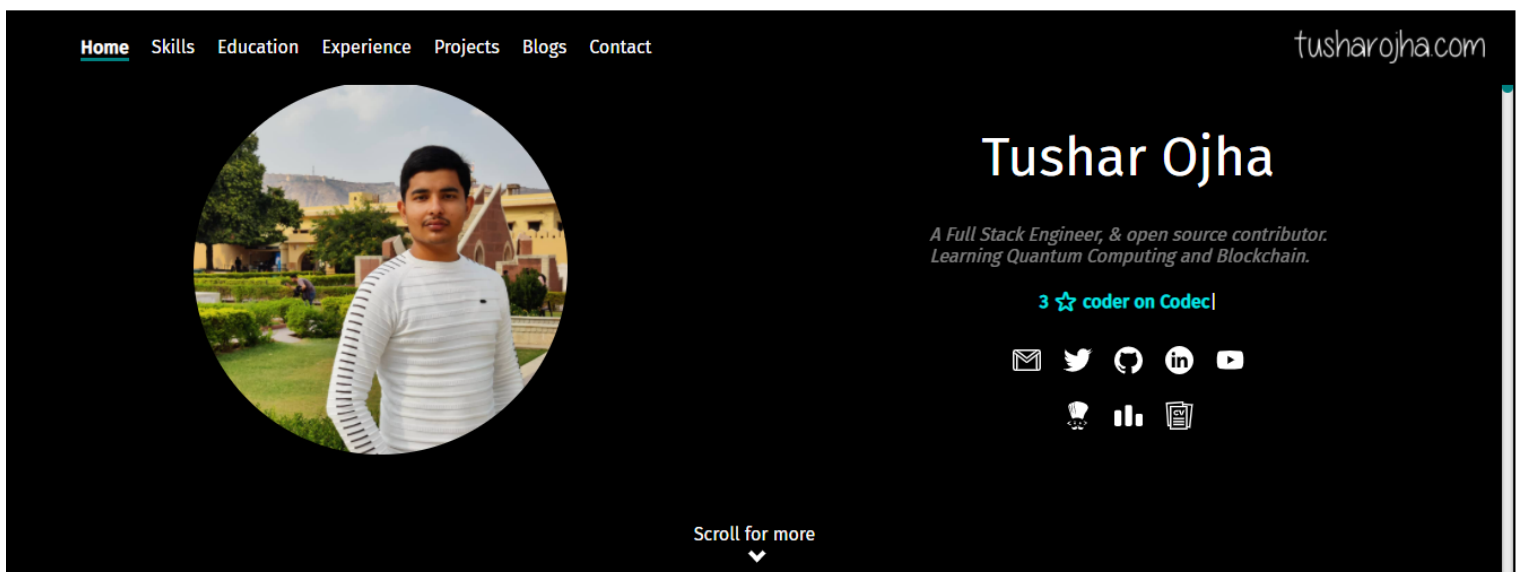 Home Skills Education Experience Projects Blogs Contact
tusharojha.com
Tushar Ojha
A Full Stack Engineer, & open source contributor.
Learning Quantum Computing and Blockchain.
3 coder on Codec
CV
Scroll for more